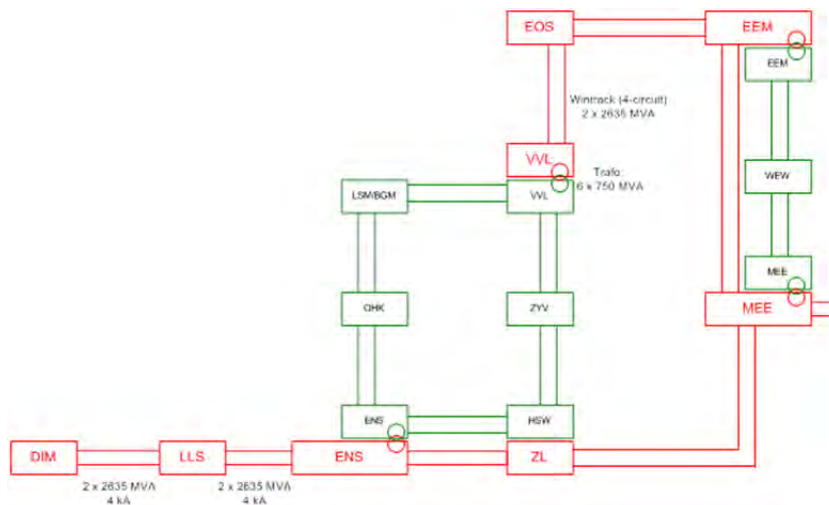 EOS
EEM
EEM
Wintrack (4-circuit)
2 x 2635 MVA
VVL
Trafo
6 x 750 MVA
LSM/BGM
VVL
WEW
MEE
OHK
ZYV
MEE
ENS
HSW
DIM
LLS
ENS
ZL
2 x 2635 MVA
4 kA
2 x 2635 MVA
4 kA